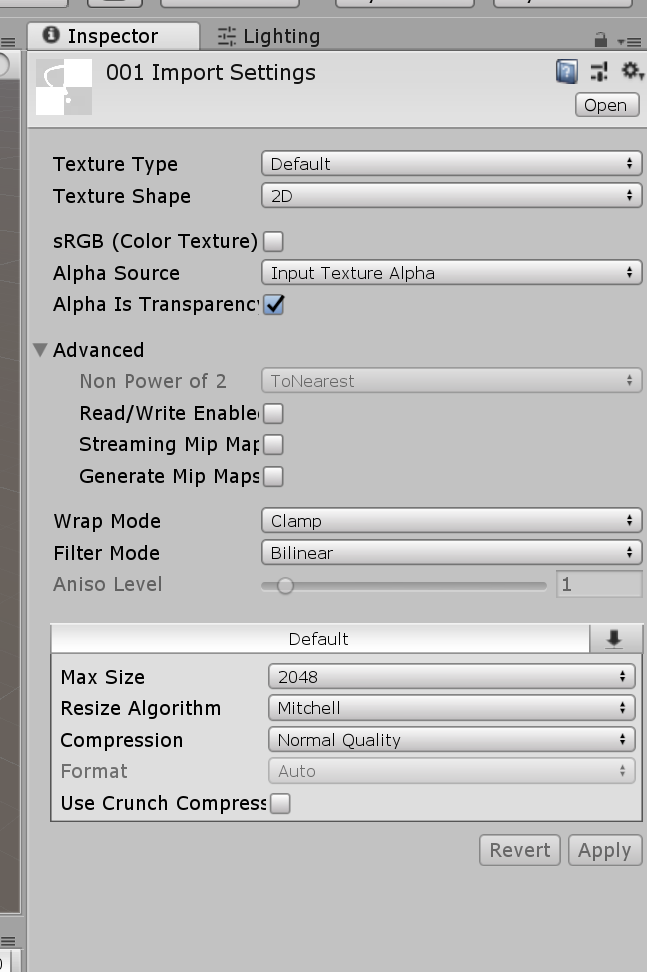 Inspector
Lighting
001 Import Settings
Open
Texture Type Default
Texture Shape 2D
sRGB (Color Texture)
Alpha Source Input Texture Alpha
Alpha Is Transparency
Advanced
Non Power of 2 ToNearest
Read/Write Enable
Streaming Mip Map
Generate Mip Maps
Wrap Mode Clamp
Filter Mode Bilinear
Aniso Level 1
Default
Max Size 2048
Resize Algorithm Mitchell
Compression Normal Quality
Format Auto
Use Crunch Compress
Revert Apply